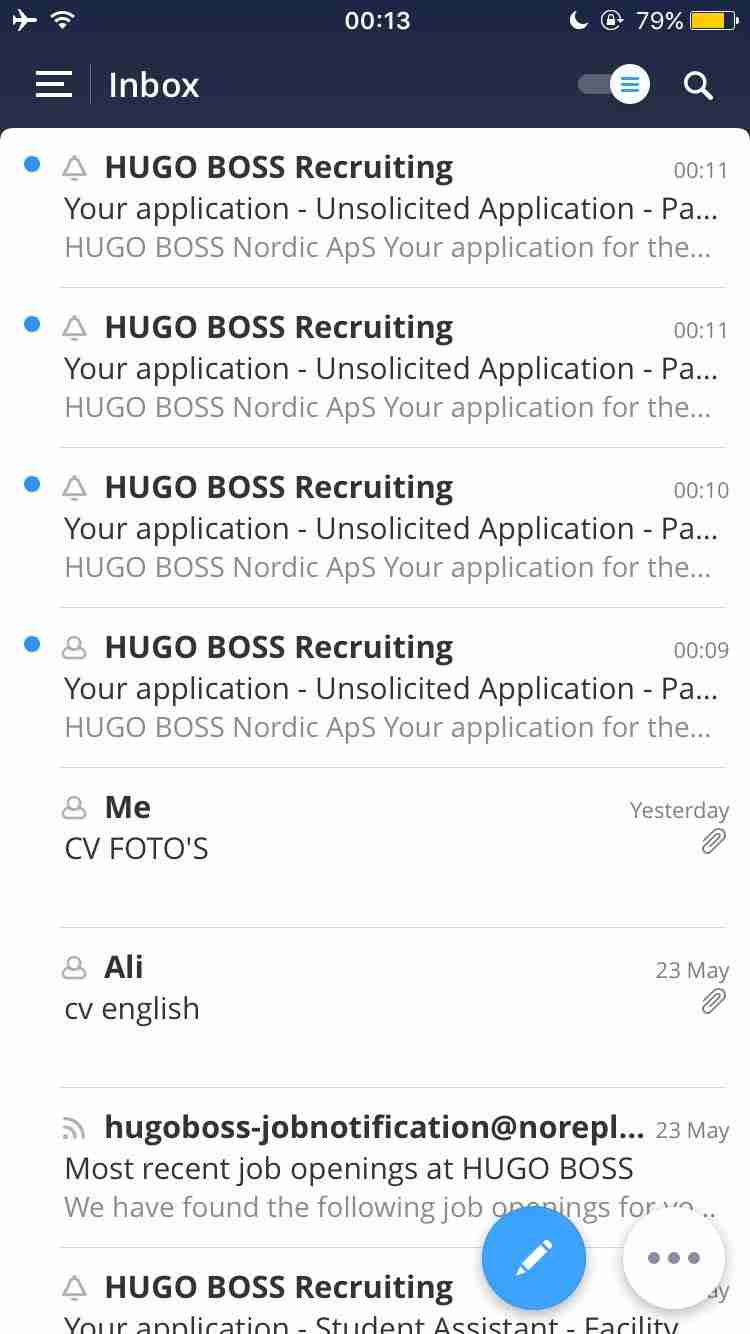 00:13
79%
Inbox
HUGO BOSS Recruiting 00:11
Your application - Unsolicited Application - Pa...
HUGO BOSS Nordic ApS Your application for the...
HUGO BOSS Recruiting 00:11
Your application - Unsolicited Application - Pa...
HUGO BOSS Nordic ApS Your application for the...
HUGO BOSS Recruiting 00:10
Your application - Unsolicited Application - Pa...
HUGO BOSS Nordic ApS Your application for the...
HUGO BOSS Recruiting 00:09
Your application - Unsolicited Application - Pa...
HUGO BOSS Nordic ApS Your application for the...
Me Yesterday
CV FOTO'S
Ali 23 May
cv english
hugoboss-jobnotification@norepl... 23 May
Most recent job openings at HUGO BOSS
We have found the following job openings for yo...
HUGO BOSS Recruiting
Your application - Student Assistant - Facility